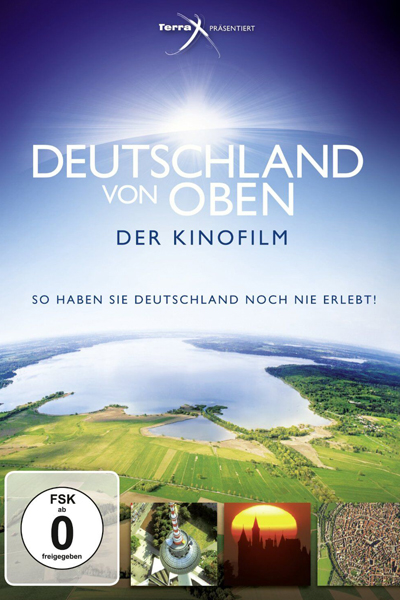 Terra X PRÄSENTIERT
DEUTSCHLAND
VON OBEN
DER KINOFILM
SO HABEN SIE DEUTSCHLAND NOCH NIE ERLEBT!
FSK
ab
0
freigegeben